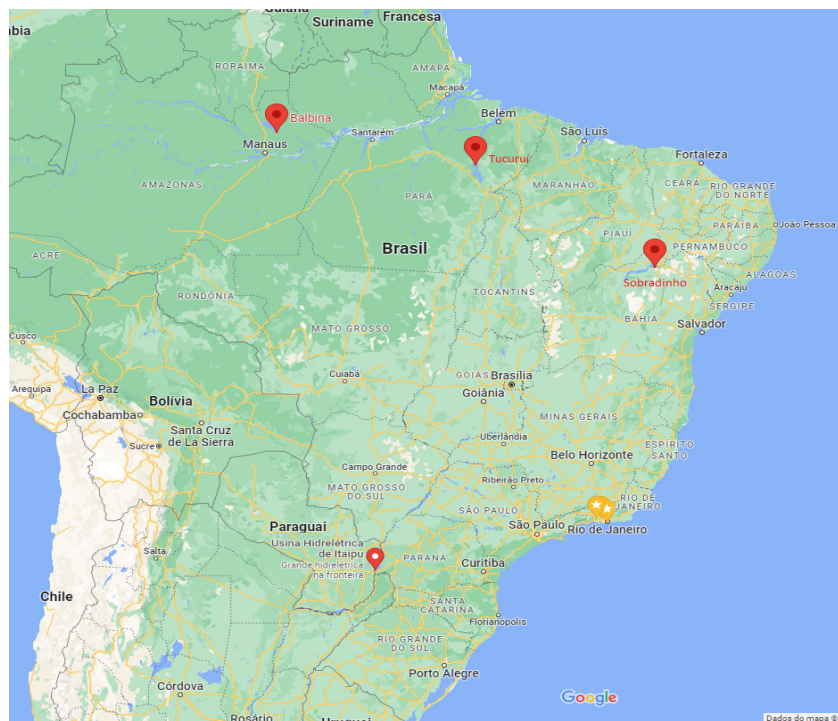 Guiana
Suriname
Francesa
mbia
RORAIMA
AMAPÁ
Macapá
Balbina
Belém
Manaus
Santarém
São Luís
Tucuruí
Fortaleza
AMAZONAS
PARÁ
MARANHÃO
CEARÁ
RIO GRANDE
DO NORTE
PARAÍBA
João Pessoa
PIAUÍ
PERNAMBUCO
Brasil
ACRE
ALAGOAS
Sobradinho
Aracaju
SERGIPE
RONDÔNIA
TOCANTINS
MATO GROSSO
BAHIA
Salvador
Cusco
Cuiabá
GOIÁS
Brasília
Arequipa
La Paz
Bolívia
Goiânia
Cochabamba
MINAS GERAIS
Santa Cruz
de La Sierra
Sucre
Uberlândia
ESPÍRITO
SANTO
Belo Horizonte
Campo Grande
MATO GROSSO
DO SUL
Ribeirão Preto
RIO DE
JANEIRO
SÃO PAULO
São Paulo
Rio de Janeiro
Paraguai
Usina Hidrelétrica
de Itaipu
Grande hidrelétrica
na fronteira
Salta
PARANÁ
Curitiba
Chile
SANTA
CATARINA
Florianópolis
RIO GRANDE
DO SUL
Porto Alegre
Córdova
Google
Rosário
Uruguai
Dados do mapa ©